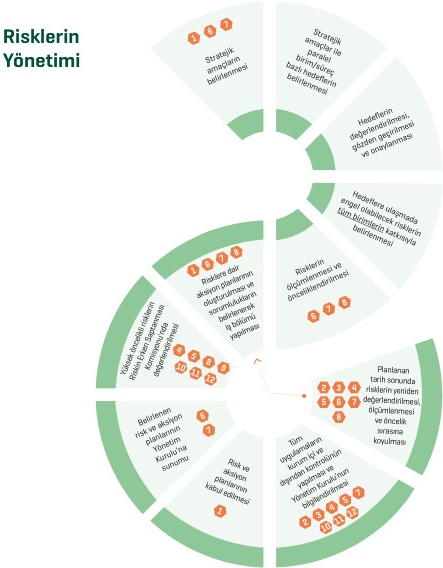 Risklerin
Yönetimi
1 6 7
Stratejik
amaçların
belirlenmesi
Stratejik
amaçlar ile
paralel
birim/süreç
bazlı hedeflerin
belirlenmesi
Hedeflerin
değerlendirilmesi,
gözden geçirilmesi
ve onaylanması
Hedeflere ulaşmada
engel olabilecek risklerin
tüm birimlerin katkısıyla
belirlenmesi
Risklerin
ölçümlenmesi ve
önceliklendirilmesi
6 7 8
1 6 7 8
Risklere dair
aksiyon planlarının
oluşturulması ve
sorumlulukların
belirlenerek
iş bölümü
yapılması
Yüksek öncelikli risklerin
Riskin Erken Saptanması
Komisyonu'nda
değerlendirilmesi
4 5 8 9
10 11 12
Belirlenen
risk ve aksiyon
planlarının
Yönetim
Kurulu'na
sunumu
6
7
Risk ve
aksiyon
planlarının
kabul edilmesi
1
Tüm
uygulamaların
kurum içi ve
dışından kontrolünün
yapılması ve
Yönetim Kurulu'nun
bilgilendirilmesi
2 3 4 5 7
10 11 12
Planlanan
tarih sonunda
risklerin yeniden
değerlendirilmesi,
ölçümlenmesi
ve öncelik
sırasına
koyulması
2 3 4
5 6 7
8